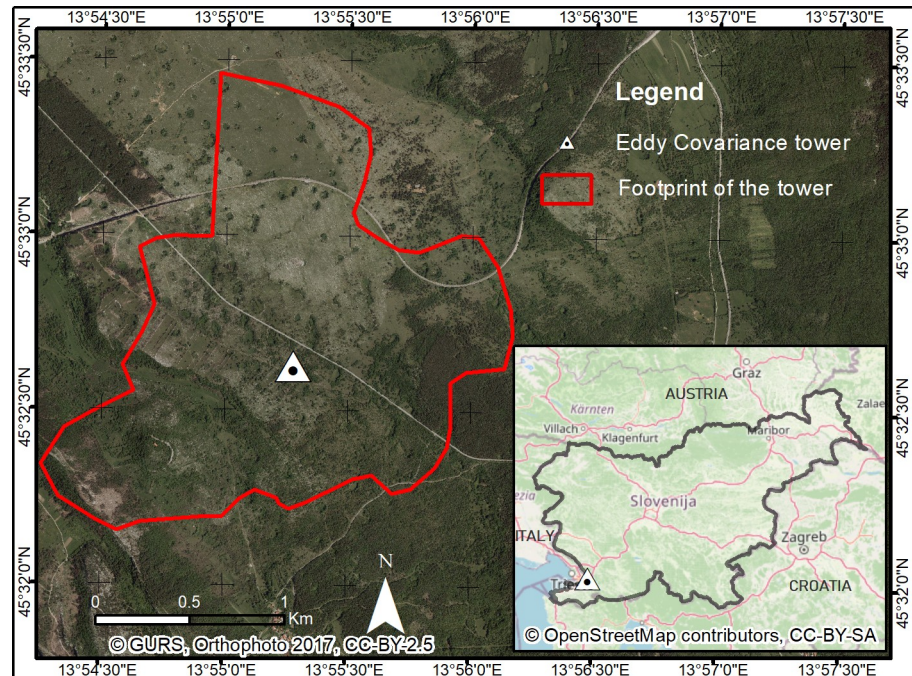 13°54'30"E 13°55'0"E 13°55'30"E 13°56'0"E 13°56'30"E 13°57'0"E 13°57'30"E
45°33'30"N
45°33'30"N
Legend
Eddy Covariance tower
Footprint of the tower
45°33'0"N
45°33'0"N
45°32'30"N
45°32'30"N
AUSTRIA
Graz
Kärnten
Zalae
Villach
Klagenfurt
Maribor
ezia
Slovenija
ITALY
Zagreb
Trie
CROATIA
45°32'0"N
45°32'0"N
N
0 0.5 1
Km
© GURS, Orthophoto 2017, CC-BY-2.5
© OpenStreetMap contributors, CC-BY-SA
13°54'30"E 13°55'0"E 13°55'30"E 13°56'0"E 13°56'30"E 13°57'0"E 13°57'30"E